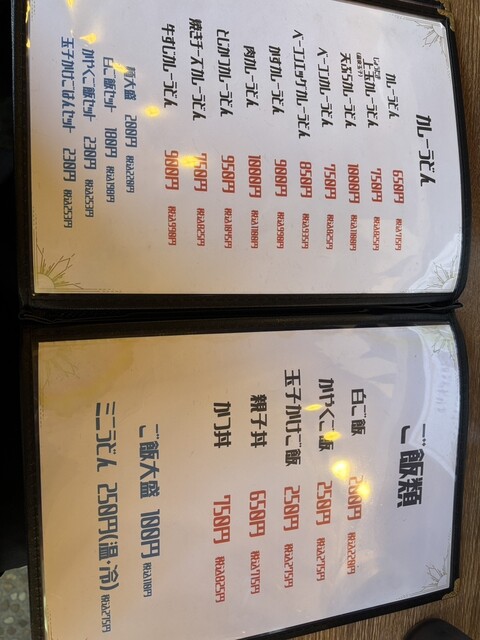 カレーうどん
カレーうどん 650円 税込715円
上玉カレーうどん 750円 税込825円
天ぷらカレーうどん 1000円 税込1100円
ベーコンカレーうどん 750円 税込825円
ベーコンエッグカレーうどん 850円 税込935円
かすカレーうどん 900円 税込990円
肉カレーうどん 1000円 税込1100円
とじカツカレーうどん 950円 税込1045円
焼きチーズカレーうどん 750円 税込825円
牛すじカレーうどん 900円 税込990円
麺大盛 200円 税込220円
白ご飯セット 180円 税込198円
かやくご飯セット 230円 税込253円
玉子かけごはんセット 230円 税込253円
ご飯類
白ご飯 200円 税込220円
かやくご飯 250円 税込275円
玉子かけご飯 250円 税込275円
親子丼 650円 税込715円
かつ丼 750円 税込825円
ご飯大盛 100円 税込110円
ミニうどん 250円(温・冷) 税込275円